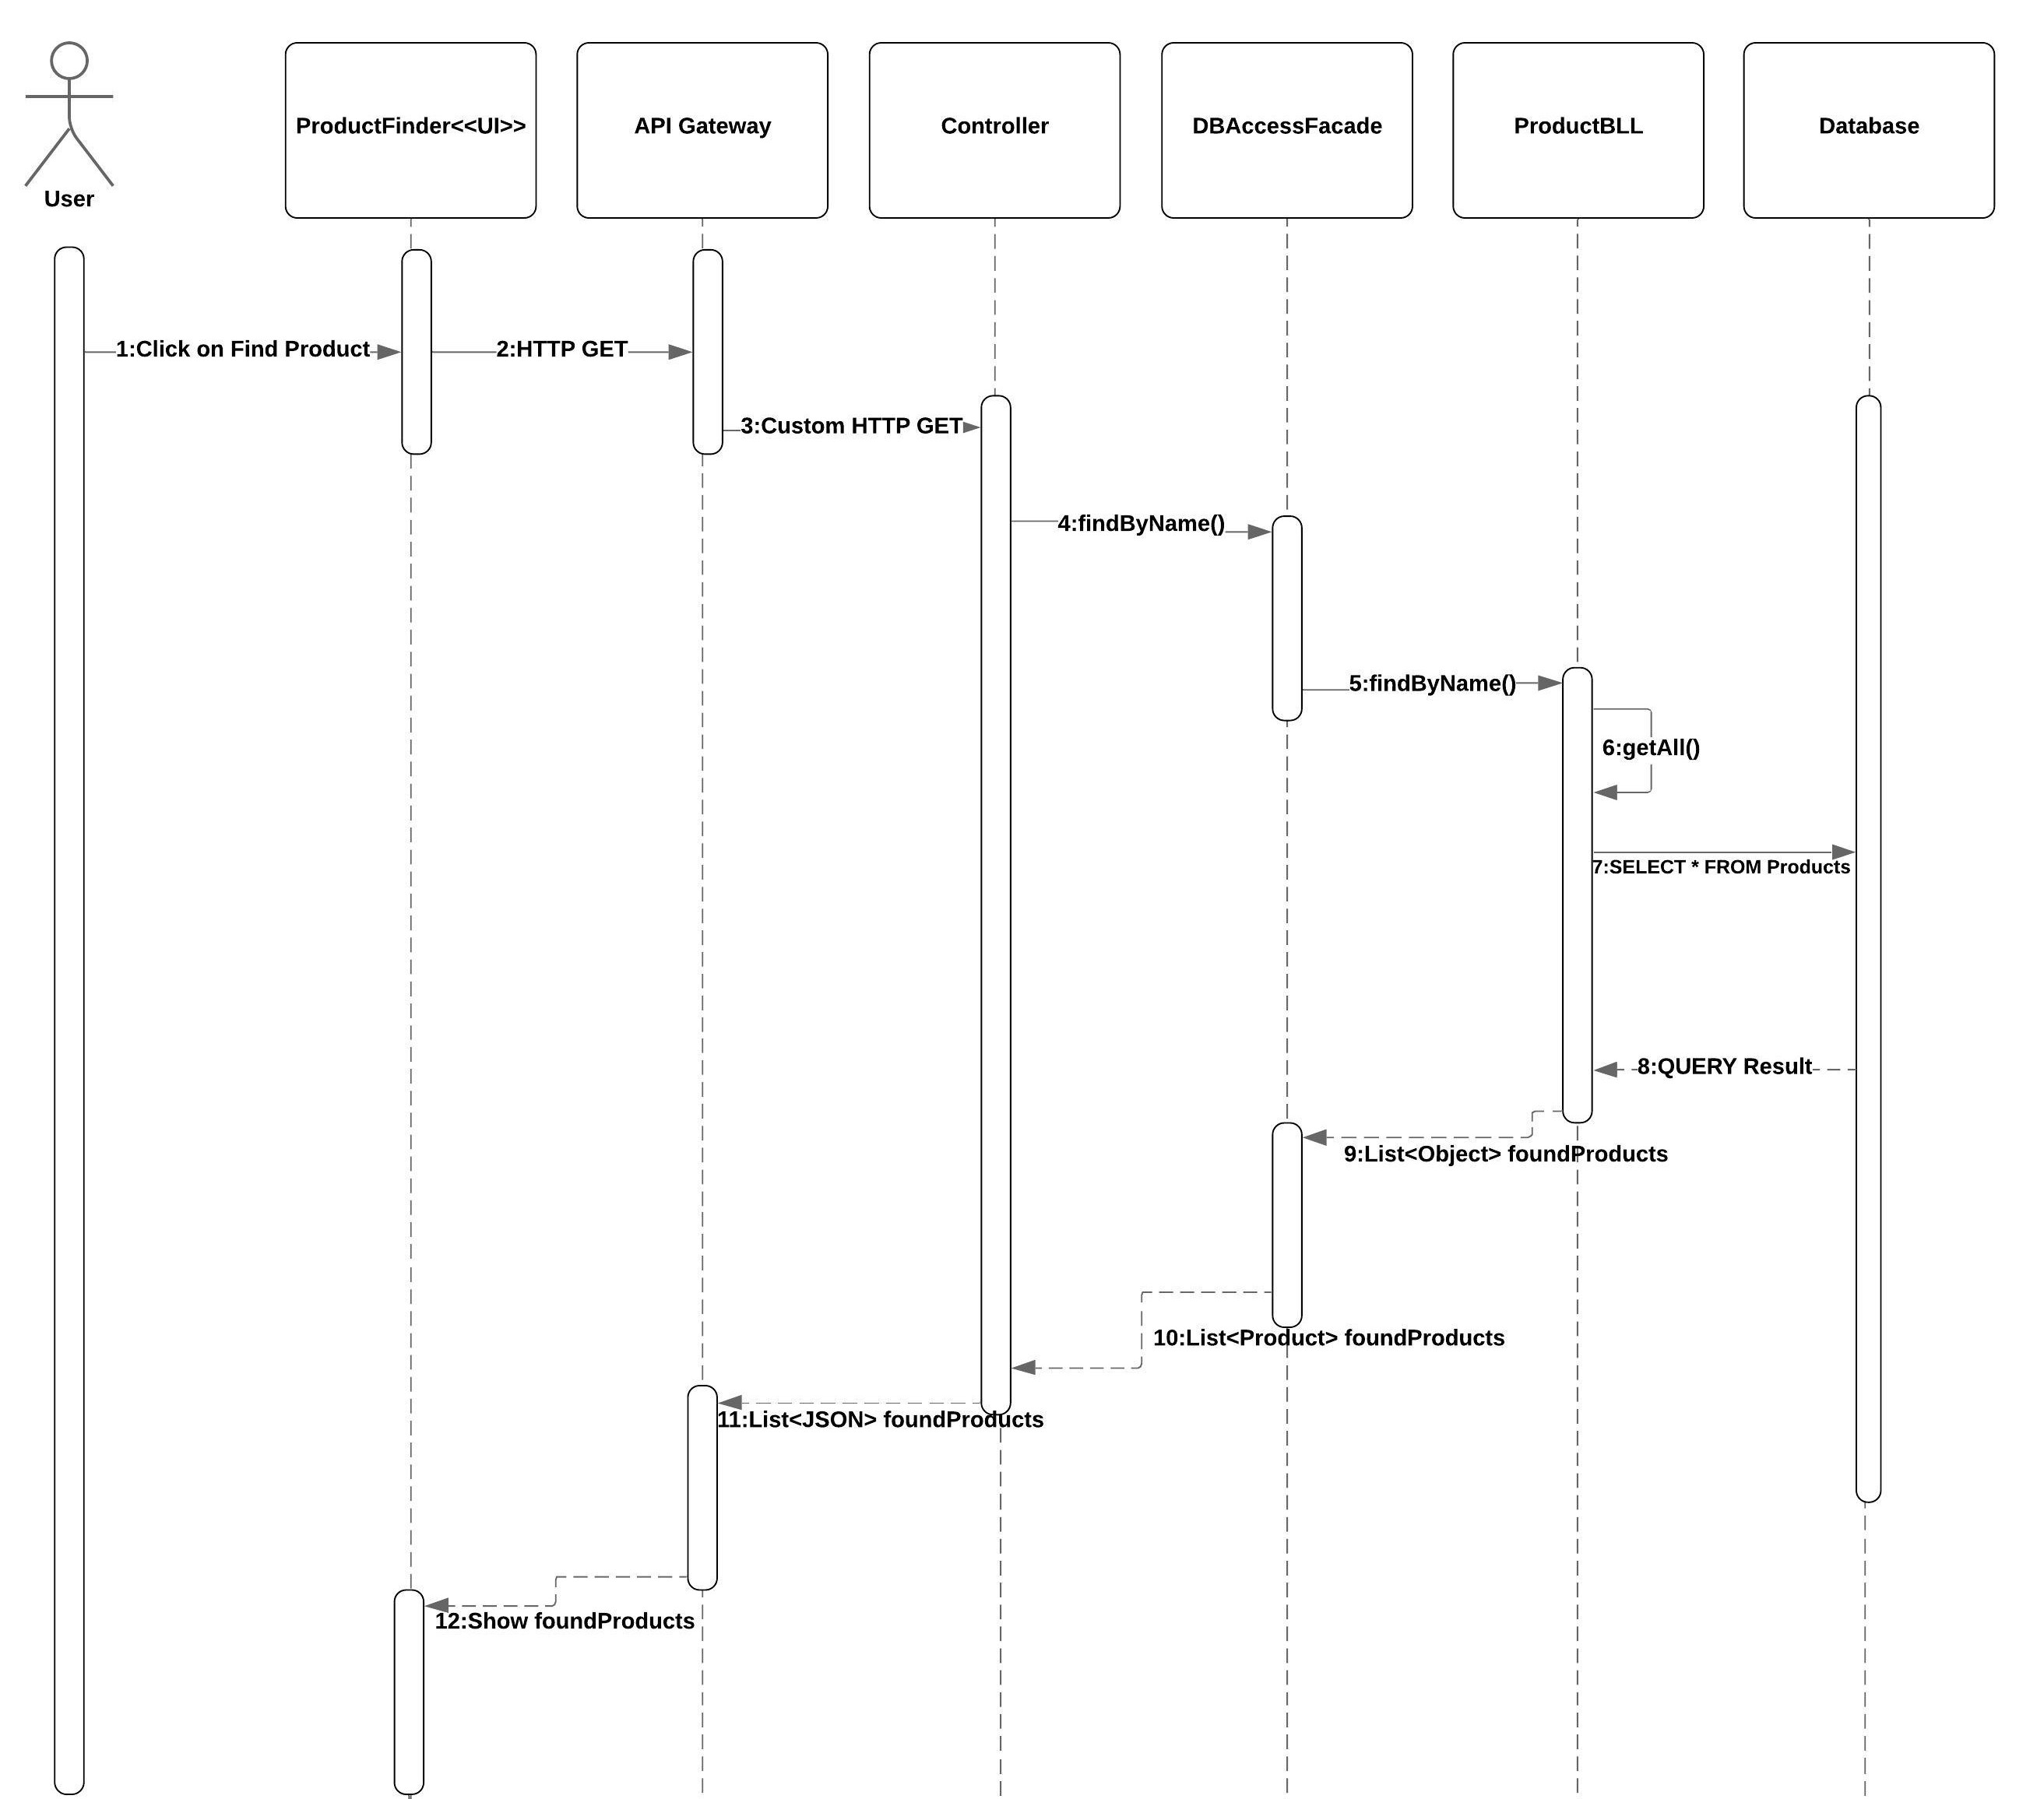 ProductFinder<<UI>>
API Gateway
Controller
DBAccessFacade
ProductBLL
Database
User
1:Click on Find Product
2:HTTP GET
3:Custom HTTP GET
4:findByName()
5:findByName()
6:getAll()
7:SELECT * FROM Products
8:QUERY Result
9:List<Object> foundProducts
10:List<Product> foundProducts
11:List<JSON> foundProducts
12:Show foundProducts